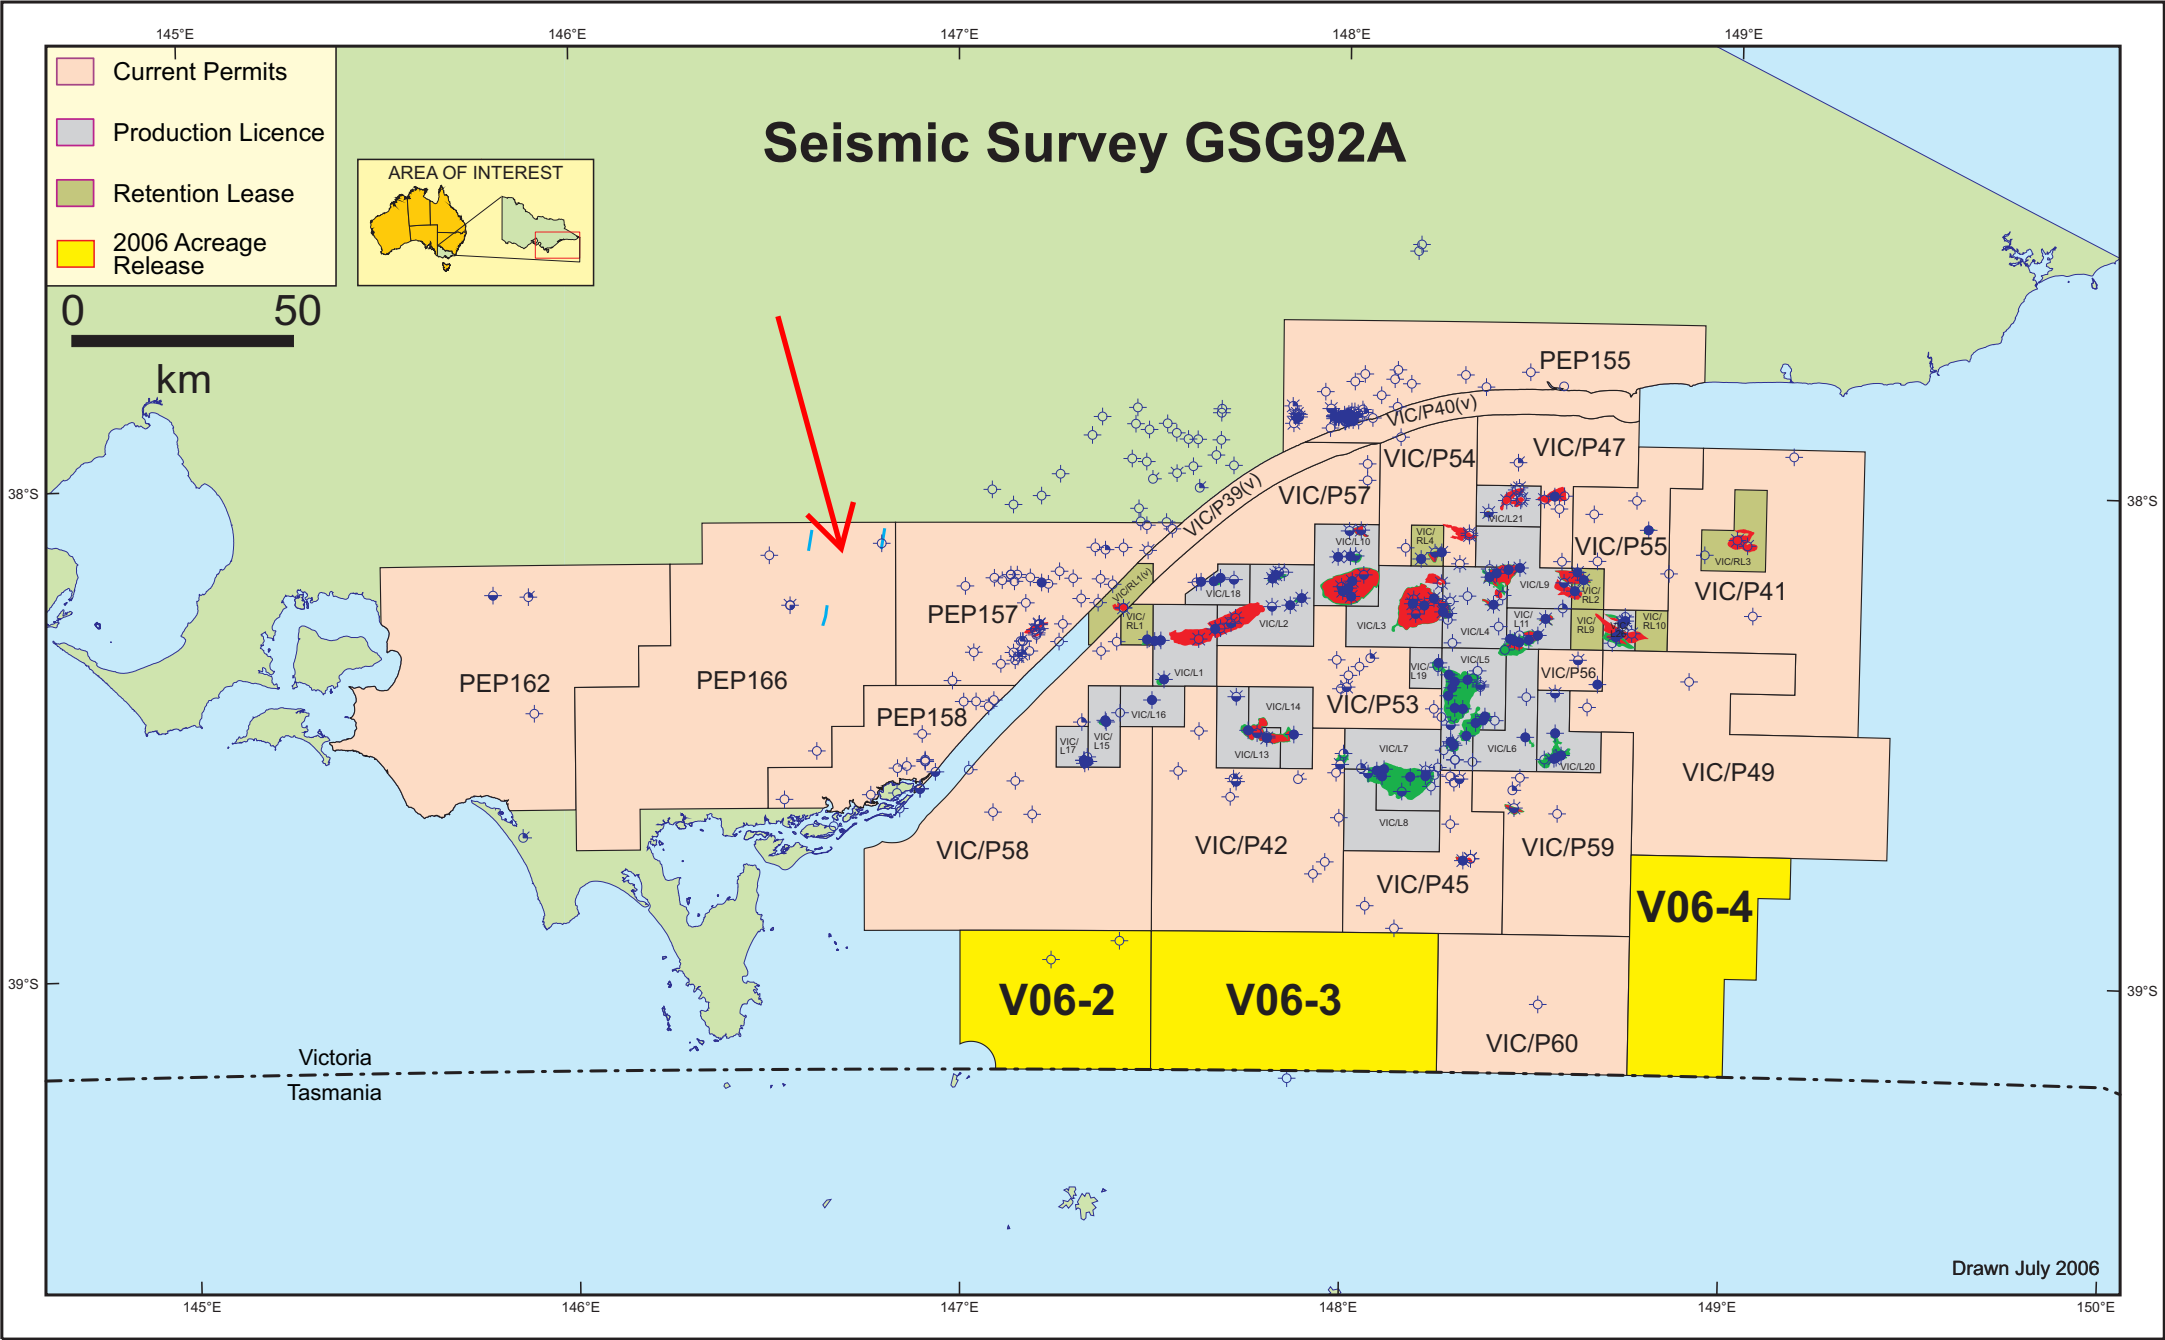 145°E 146°E 147°E 148°E 149°E
Current Permits
Production Licence
Retention Lease
2006 Acreage
Release
0 50
km
AREA OF INTEREST
Seismic Survey GSG92A
38°S
38°S
39°S
39°S
PEP155
VIC/P40(v)
VIC/P39(v)
VIC/P54
VIC/P47
VIC/P57
VIC/L21
VIC/P55
VIC/L10
VIC/
RL4
VIC/RL3
VIC/P41
VIC/RL1(v)
VIC/L18
VIC/L9
VIC/
RL2
PEP157
VIC/
RL1
VIC/L2
VIC/L3
VIC/L4
VIC/
L11
VIC/
RL9
VIC/
RL10
PEP162
PEP166
VIC/L1
VIC/
L19
VIC/L5
VIC/P56
PEP158
VIC/L16
VIC/L14
VIC/P53
VIC/
L17
VIC/
L15
VIC/L13
VIC/L7
VIC/L6
VIC/L20
VIC/P49
VIC/L8
VIC/P58
VIC/P42
VIC/P59
VIC/P45
V06-4
V06-2
V06-3
VIC/P60
Victoria
Tasmania
Drawn July 2006
145°E 146°E 147°E 148°E 149°E 150°E